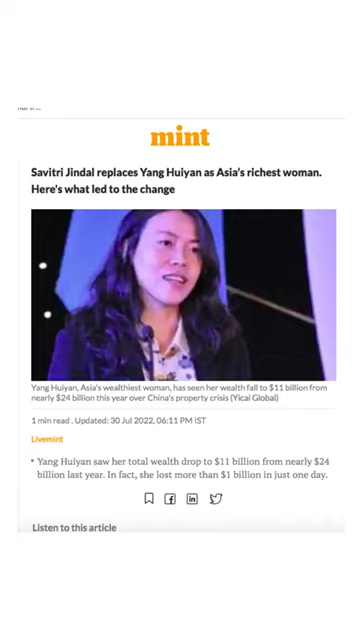 mint
Savitri Jindal replaces Yang Huiyan as Asia's richest woman.
Here's what led to the change
Yang Huiyan, Asia's wealthiest woman, has seen her wealth fall to $11 billion from
nearly $24 billion this year over China's property crisis (Yicai Global)
1 min read . Updated: 30 Jul 2022, 06:11 PM IST
Livemint
• Yang Huiyan saw her total wealth drop to $11 billion from nearly $24
billion last year. In fact, she lost more than $1 billion in just one day.
Listen to this article